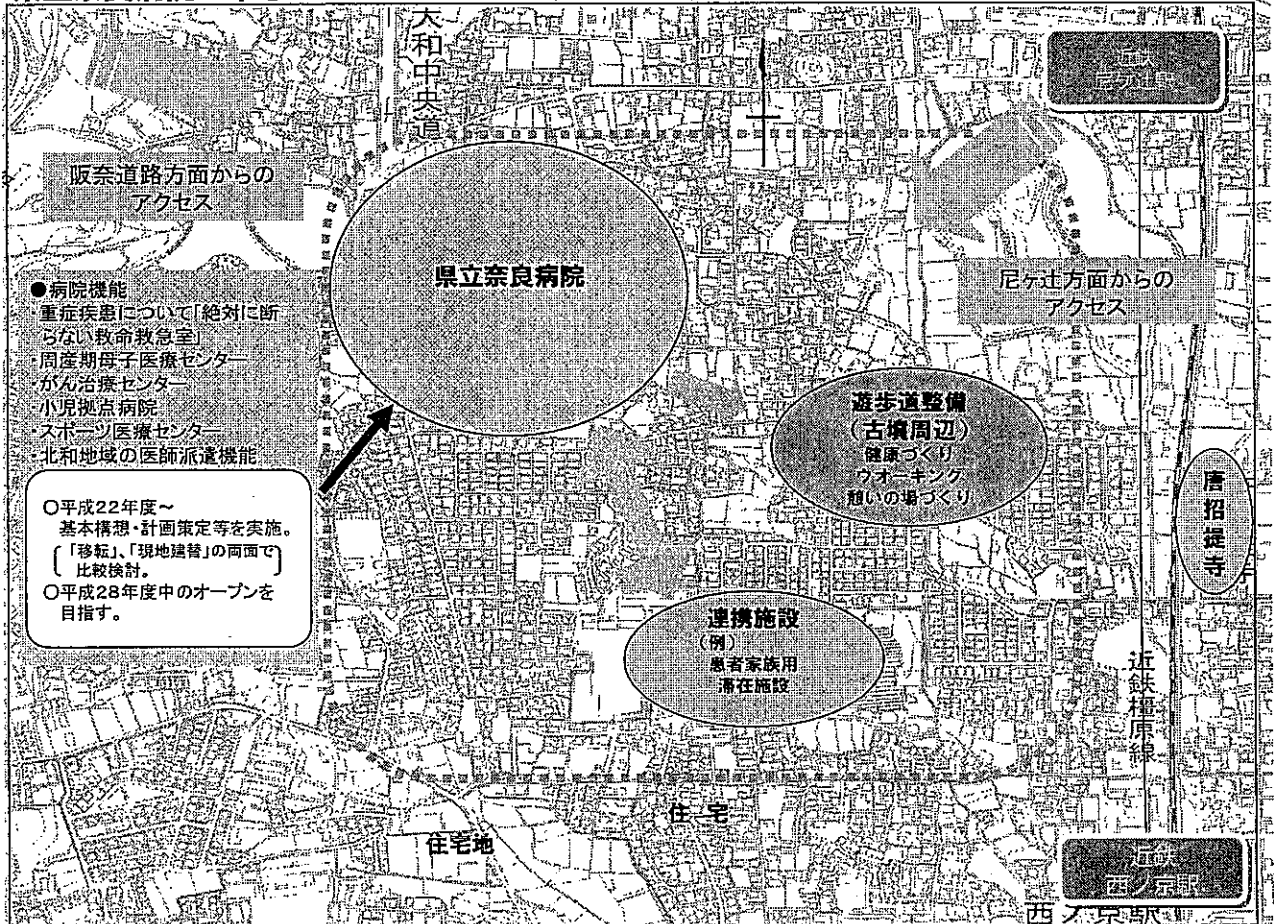 大和中央道
近鉄
阪奈道路方面からの
アクセス
県立奈良病院
尼ヶ辻方面からの
アクセス
●病院機能
・重症疾患について「絶対に断
らない救命救急室」
・周産期母子医療センター
・がん治療センター
小児拠点病院
・スポーツ医療センター
・北和地域の医師派遣機能
遊歩道整備
(古墳周辺)
健康づくり
ウオーキング
憩いの場づくり
唐招提寺
○平成22年度~
基本構想・計画策定等を実施。
「移転」、「現地建替」の両面で
比較検討。
○平成28年度中のオープンを
目指す。
連携施設
(例)
患者家族用
滞在施設
近鉄橿原線
住宅
住宅地
近鉄
西ノ京駅
西ノ京駅